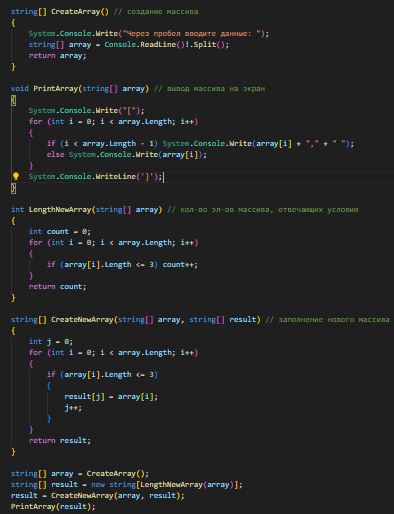 string[] CreateArray() // создание массива
{
    System.Console.Write("Через пробел вводите данные: ");
    string[] array = Console.ReadLine()!.Split();
    return array;
}

void PrintArray(string[] array) // вывод массива на экран
{
    System.Console.Write("[");
    for (int i = 0; i < array.Length; i++)
    {
        if (i < array.Length - 1) System.Console.Write(array[i] + "," + " ");
        else System.Console.Write(array[i]);
    }
    System.Console.WriteLine(']');
}

int LengthNewArray(string[] array) // кол-во эл-ов массива, отвечающих условию
{
    int count = 0;
    for (int i = 0; i < array.Length; i++)
    {
        if (array[i].Length <= 3) count++;
    }
    return count;
}

string[] CreateNewArray(string[] array, string[] result) // заполнение нового массива
{
    int j = 0;
    for (int i = 0; i < array.Length; i++)
    {
        if (array[i].Length <= 3)
        {
            result[j] = array[i];
            j++;
        }
    }
    return result;
}

string[] array = CreateArray();
string[] result = new string[LengthNewArray(array)];
result = CreateNewArray(array, result);
PrintArray(result);